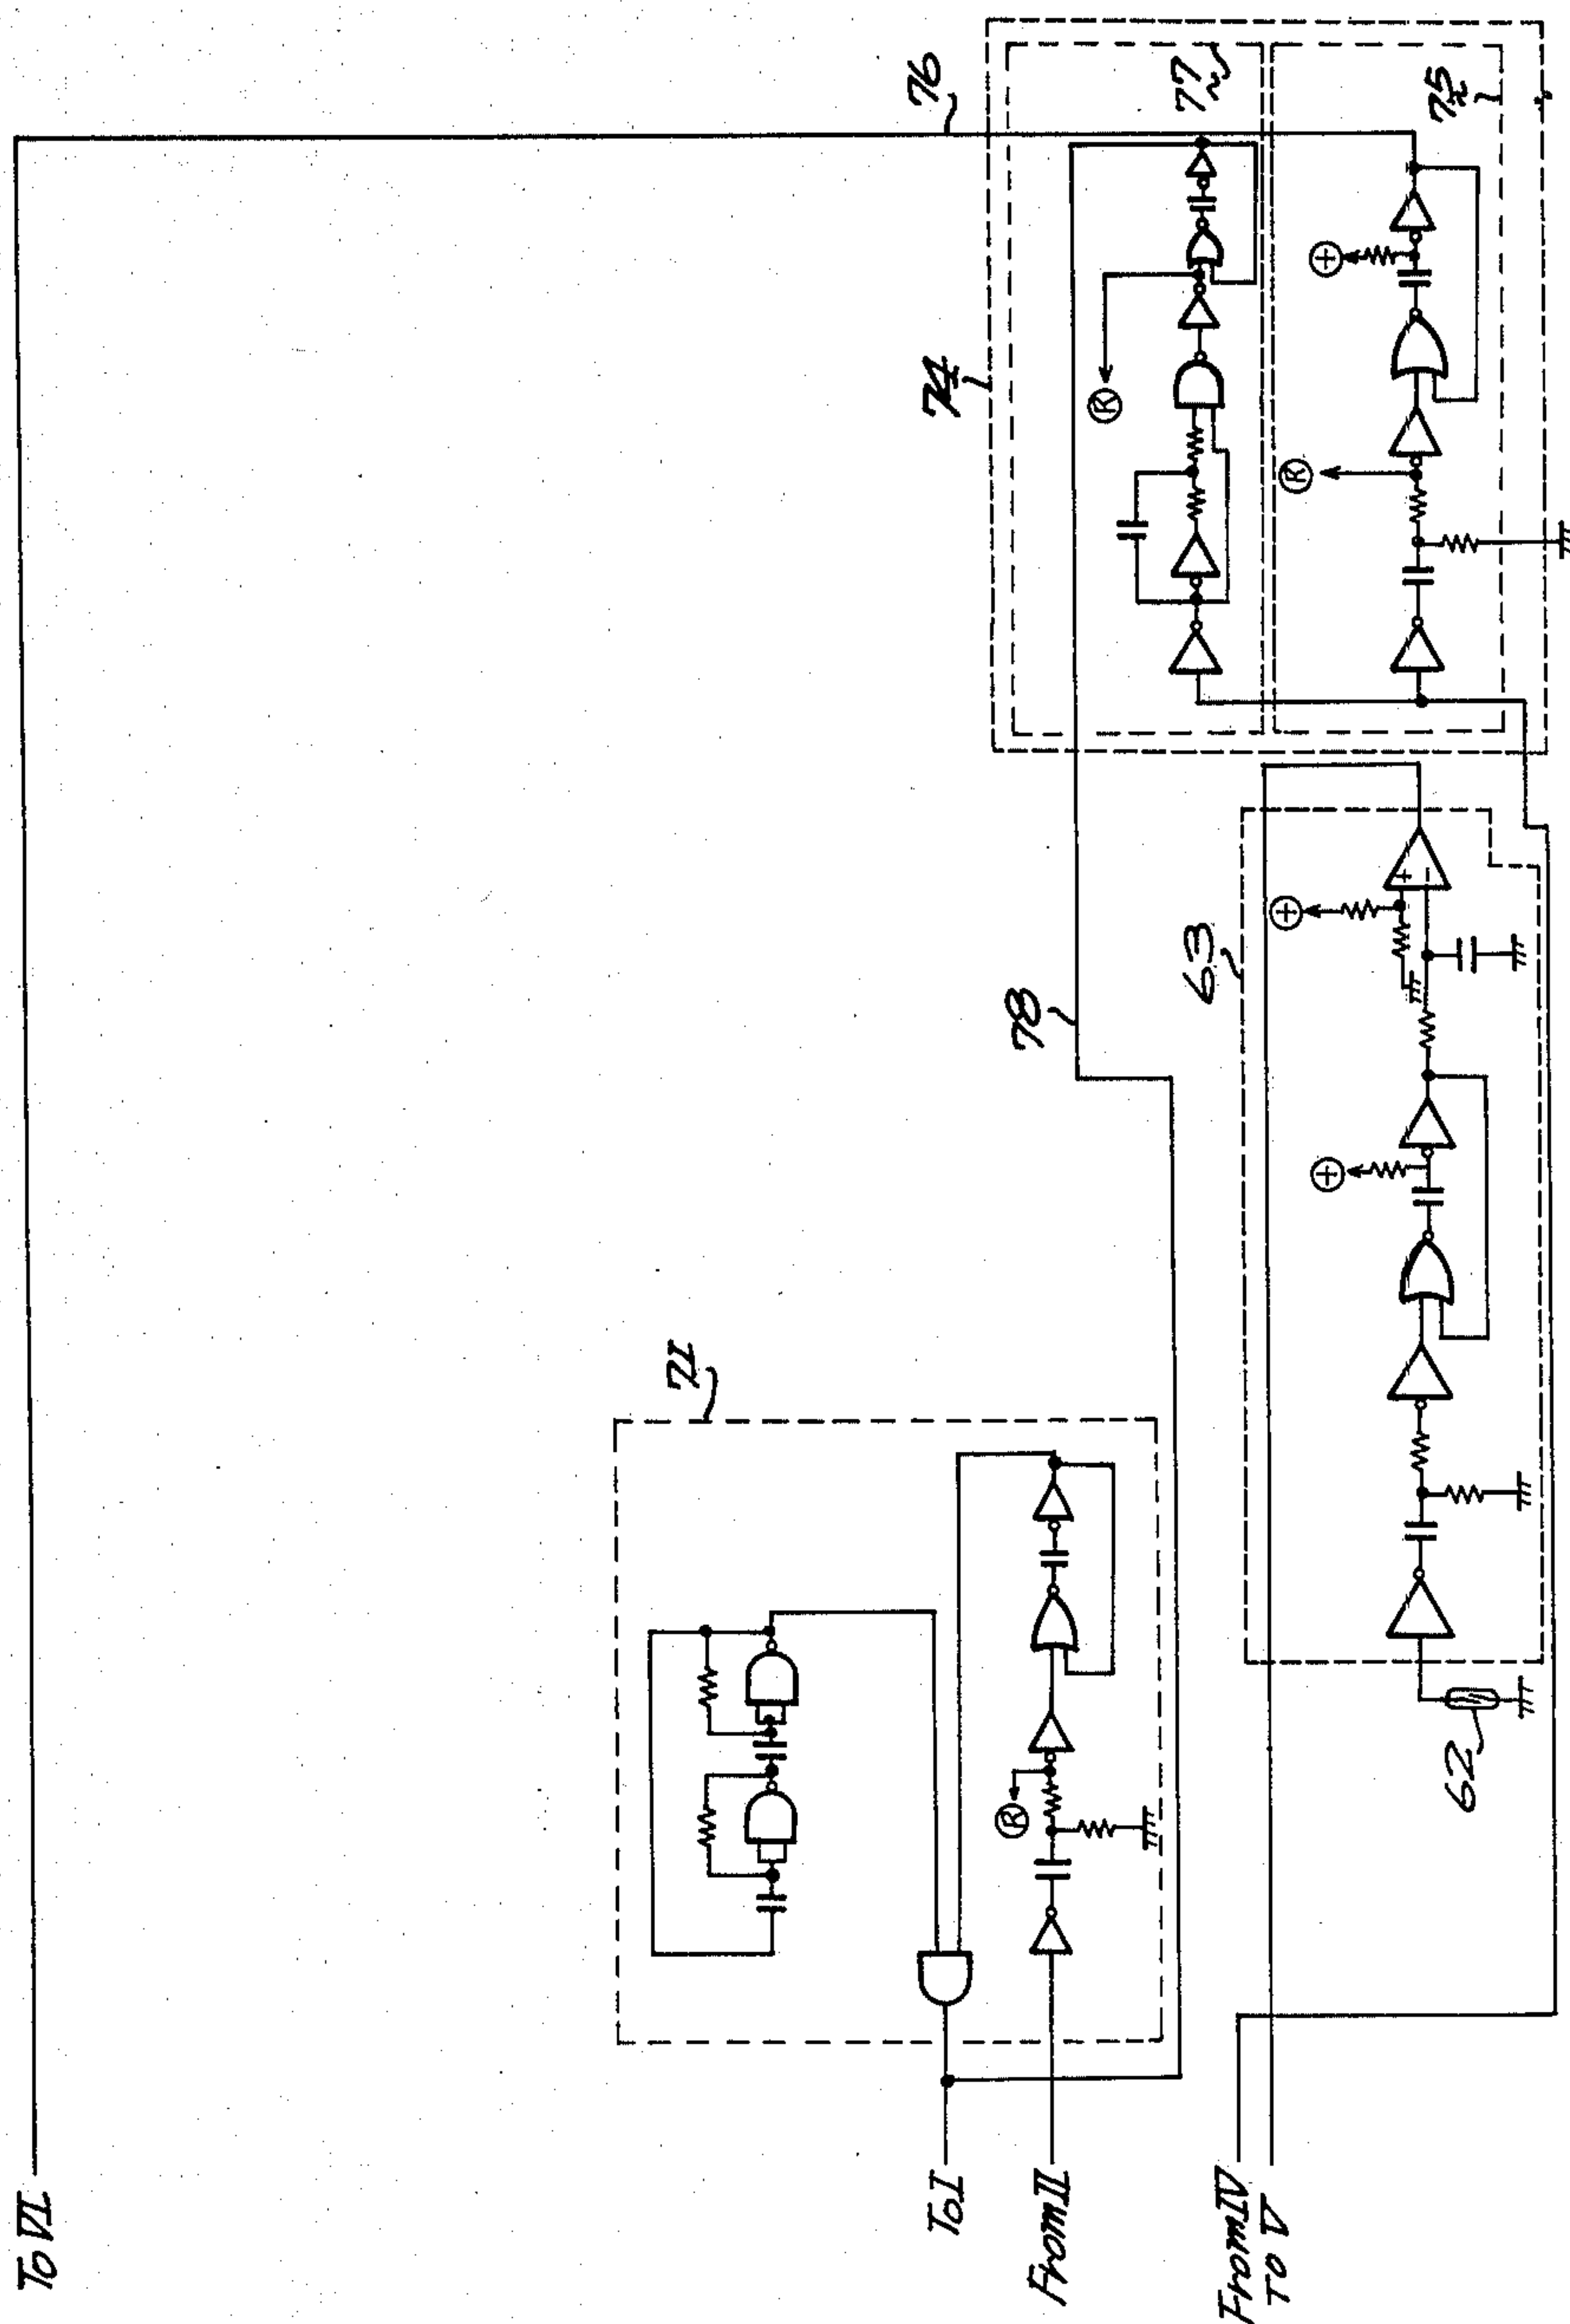 To VI
To I
From II
From IV
To V
71
R
62
63
+
+
78
74
R
77
76
R
+
75